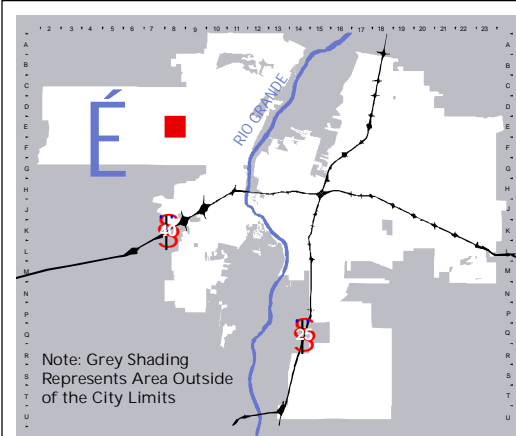 2 3 4 5 6 7 8 9 10 11 12 13 14 15 16 17 18 19 20 21 22 23
A A
B B
C C
D D
E E
F F
G G
H H
J J
K K
L L
M M
N N
P P
Q Q
R R
S S
T T
U U
É
RIO GRANDE
40
25
Note: Grey Shading
Represents Area Outside
of the City Limits